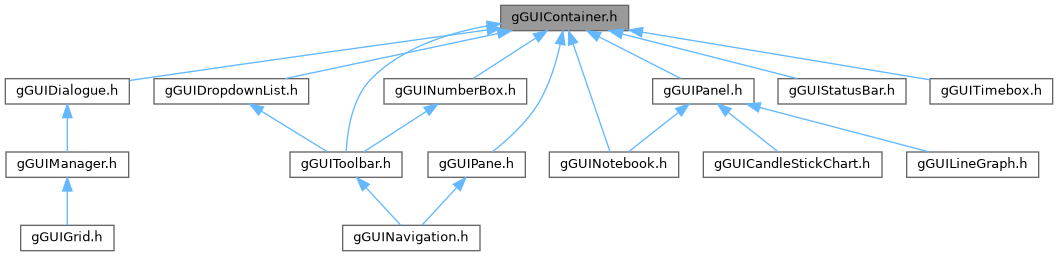 gGUIContainer.h
gGUIDialogue.h
gGUIDropdownList.h
gGUINumberBox.h
gGUIPanel.h
gGUIStatusBar.h
gGUITimebox.h
gGUIManager.h
gGUIToolbar.h
gGUIPane.h
gGUINotebook.h
gGUICandleStickChart.h
gGUILineGraph.h
gGUIGrid.h
gGUINavigation.h